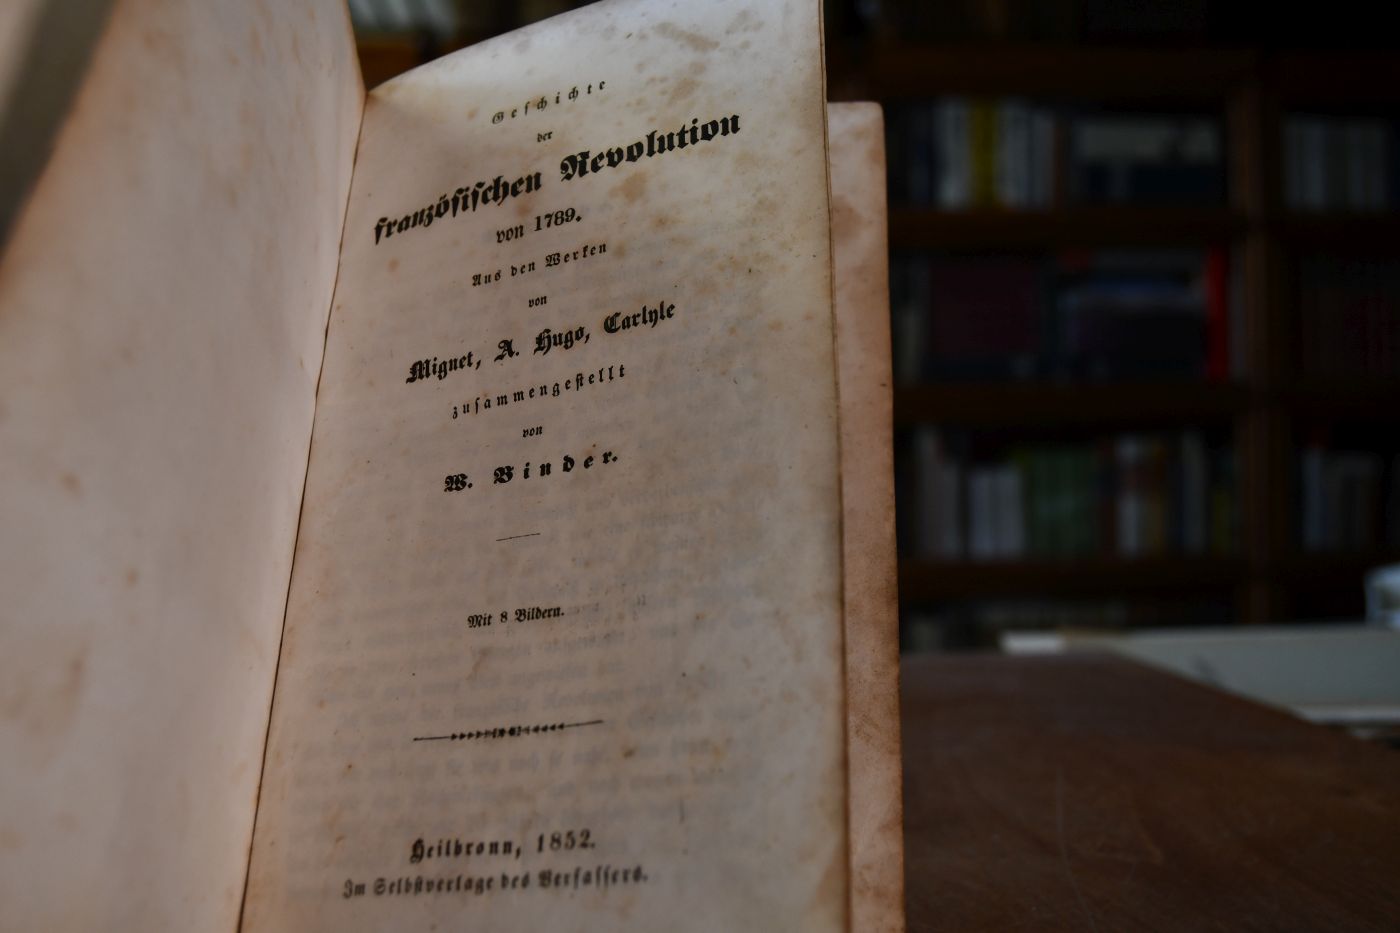 Geſchichte
der
franzöſiſchen Revolution
von 1789.
Aus den Werken
von
Mignet, A. Hugo, Carlyle
zuſammengeſtellt
von
W. Binder.
Mit 8 Bildern.
Heilbronn, 1852.
Im Selbſtverlage des Verfaſſers.